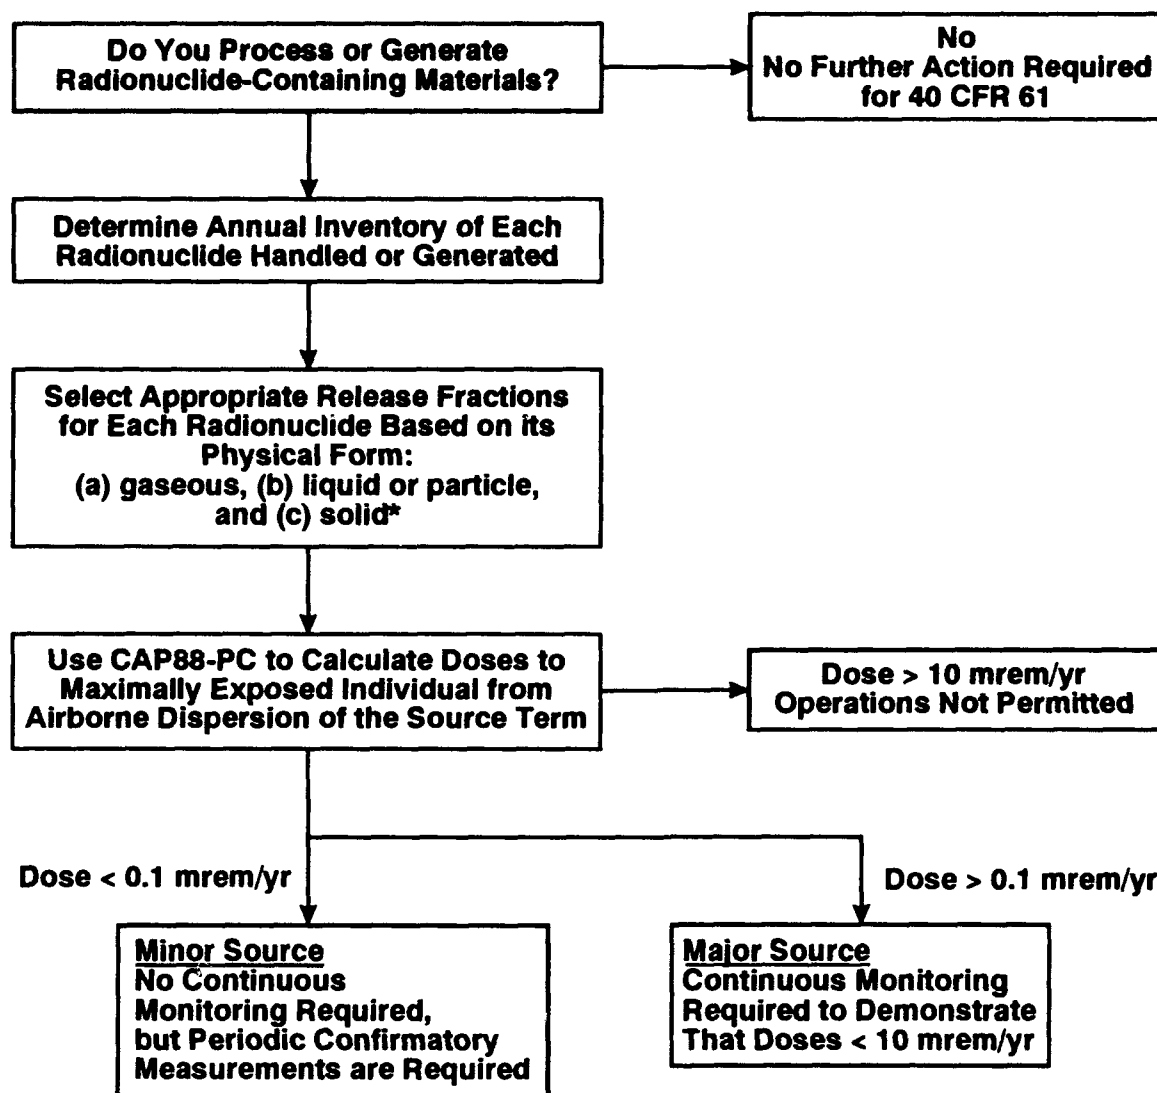 Do You Process or Generate
Radionuclide-Containing Materials?
No
No Further Action Required
for 40 CFR 61
Determine Annual Inventory of Each
Radionuclide Handled or Generated
Select Appropriate Release Fractions
for Each Radionuclide Based on its
Physical Form:
(a) gaseous, (b) liquid or particle,
and (c) solid*
Use CAP88-PC to Calculate Doses to
Maximally Exposed Individual from
Airborne Dispersion of the Source Term
Dose > 10 mrem/yr
Operations Not Permitted
Dose < 0.1 mrem/yr
Dose > 0.1 mrem/yr
Minor Source
No Continuous
Monitoring Required,
but Periodic Confirmatory
Measurements are Required
Major Source
Continuous Monitoring
Required to Demonstrate
That Doses < 10 mrem/yr